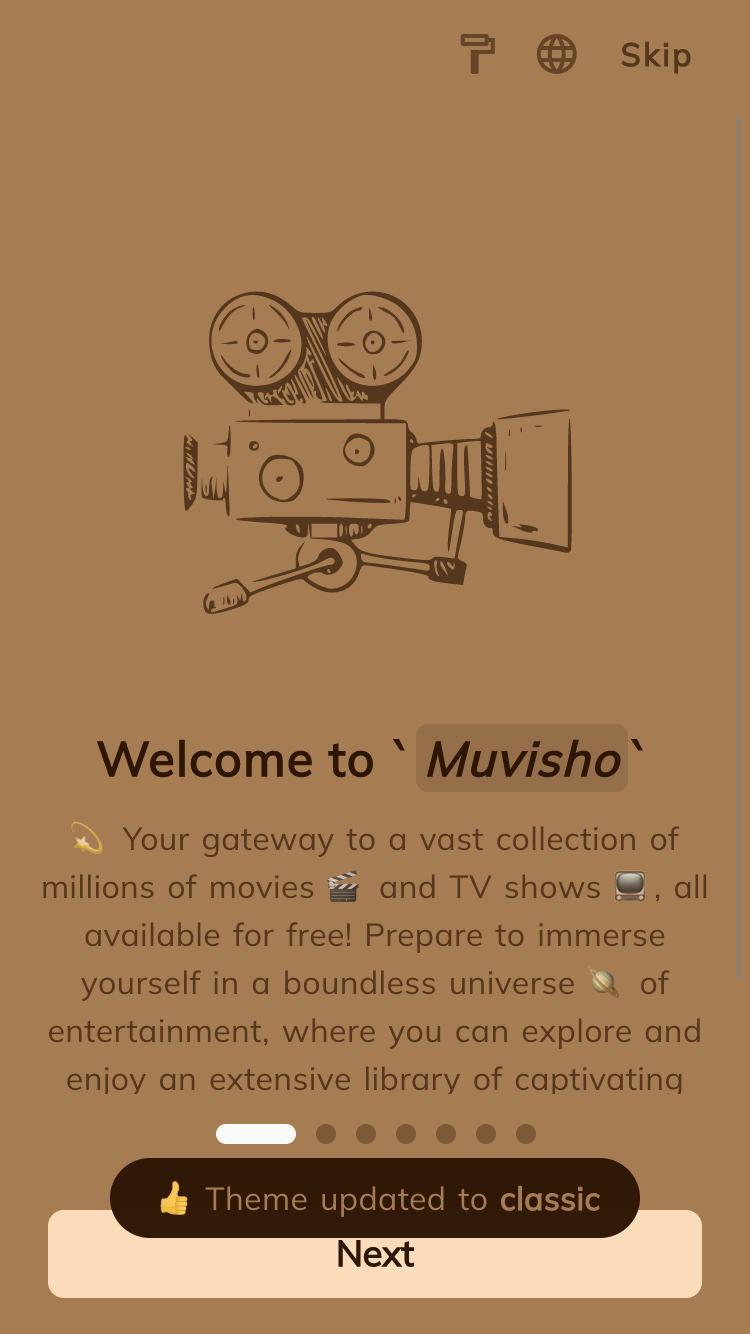 Skip
Welcome to ` Muvisho `
💫 Your gateway to a vast collection of
millions of movies 🎬 and TV shows 📺, all
available for free! Prepare to immerse
yourself in a boundless universe 🪐 of
entertainment, where you can explore and
enjoy an extensive library of captivating
👍 Theme updated to classic
Next